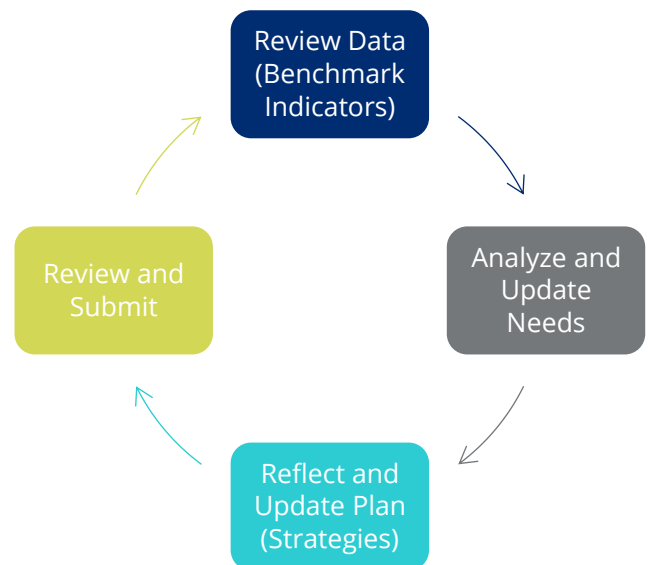 Review Data
(Benchmark
Indicators)
Analyze and
Update
Needs
Reflect and
Update Plan
(Strategies)
Review and
Submit